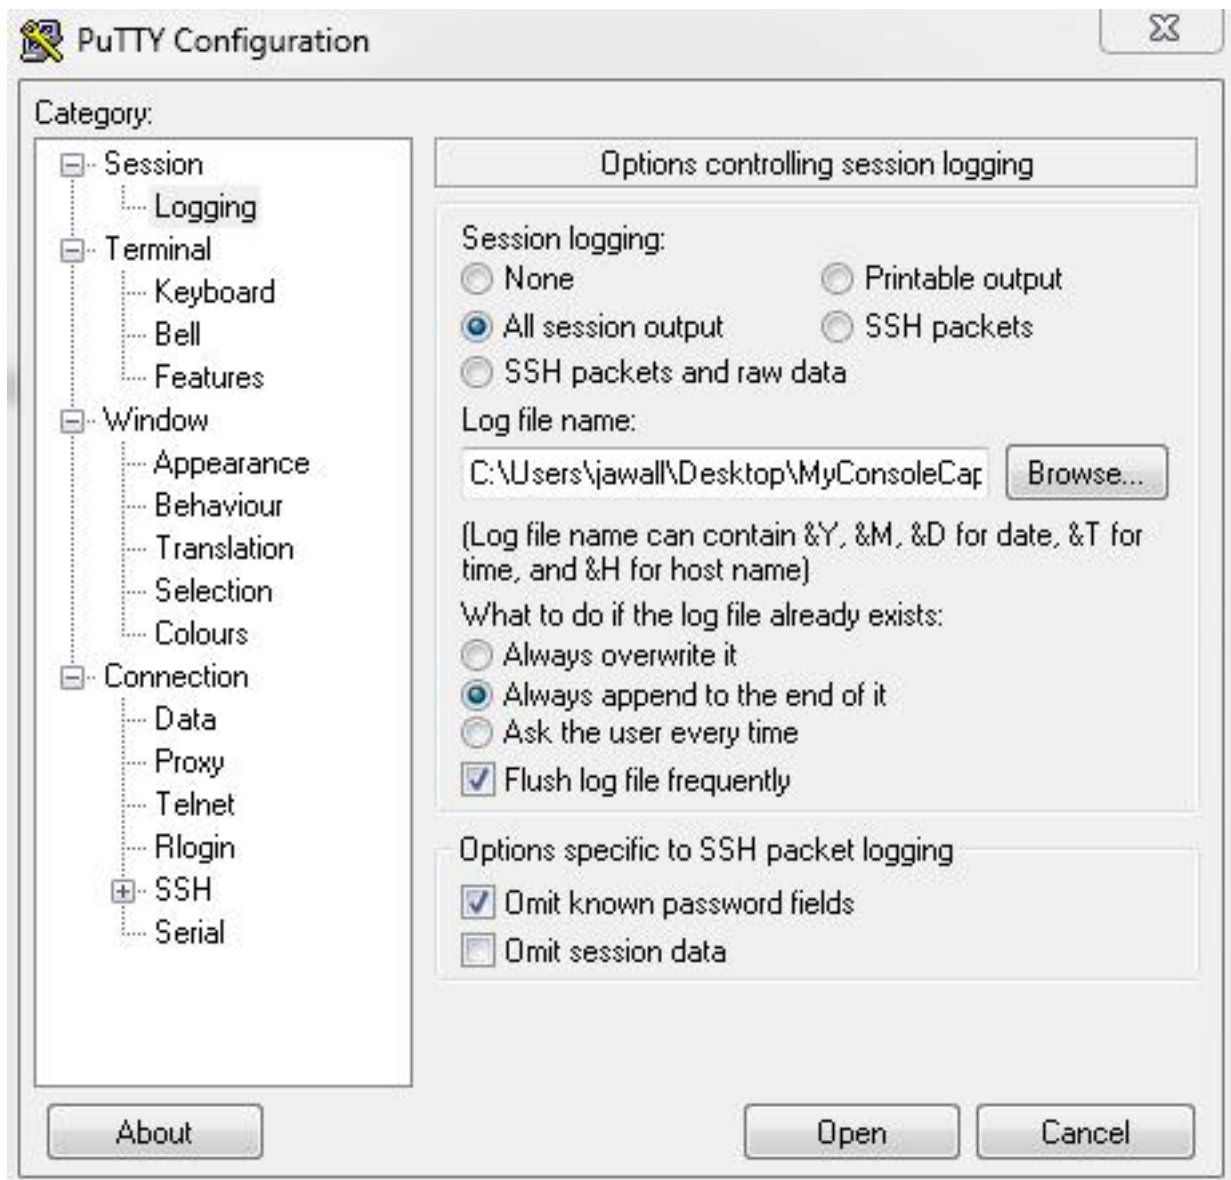 PuTTY Configuration
Category:
Session
Logging
Terminal
Keyboard
Bell
Features
Window
Appearance
Behaviour
Translation
Selection
Colours
Connection
Data
Proxy
Telnet
Rlogin
SSH
Serial
Options controlling session logging
Session logging:
None
Printable output
All session output
SSH packets
SSH packets and raw data
Log file name:
C:\Users\jawall\Desktop\MyConsoleCap
Browse...
(Log file name can contain &Y, &M, &D for date, &T for
time, and &H for host name)
What to do if the log file already exists:
Always overwrite it
Always append to the end of it
Ask the user every time
Flush log file frequently
Options specific to SSH packet logging
Omit known password fields
Omit session data
About
Open
Cancel